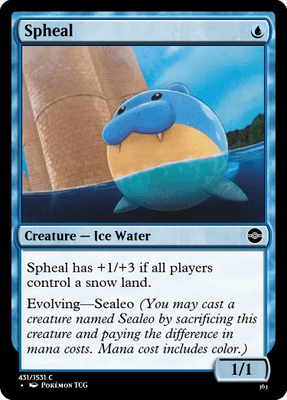 Spheal
Creature — Ice Water
Spheal has +1/+3 if all players
control a snow land.
Evolving—Sealeo (You may cast a
creature named Sealeo by sacrificing this
creature and paying the difference in
mana costs. Mana cost includes color.)
1/1
431/1531 C
• Pokémon TCG
363